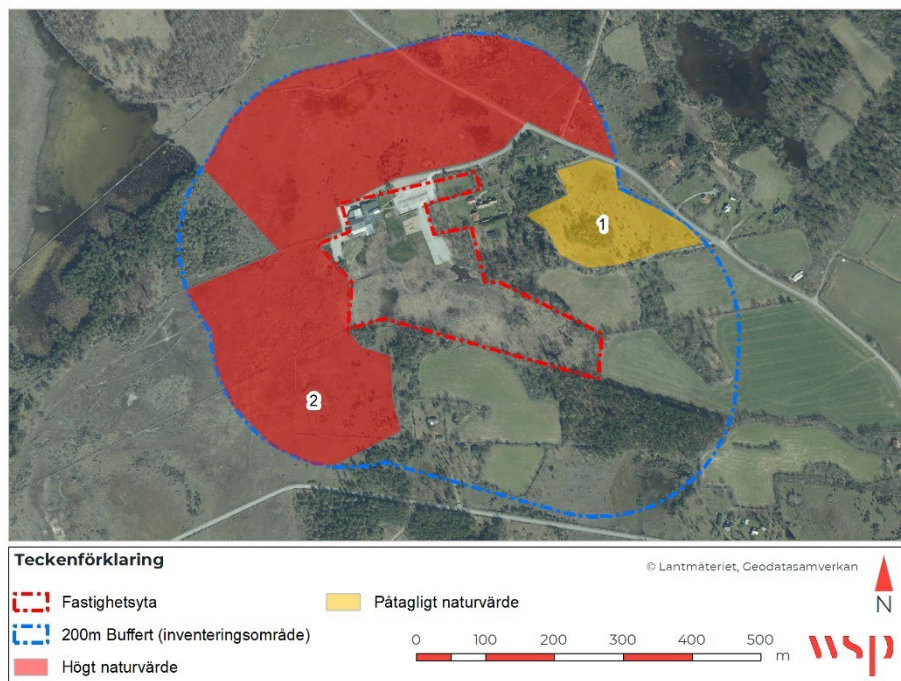 1
2
Teckenförklaring
© Lantmäteriet, Geodatasamverkan
Fastighetsyta
Påtagligt naturvärde
N
200m Buffert (inventeringsområde)
0 100 200 300 400 500
m
Högt naturvärde
wsp